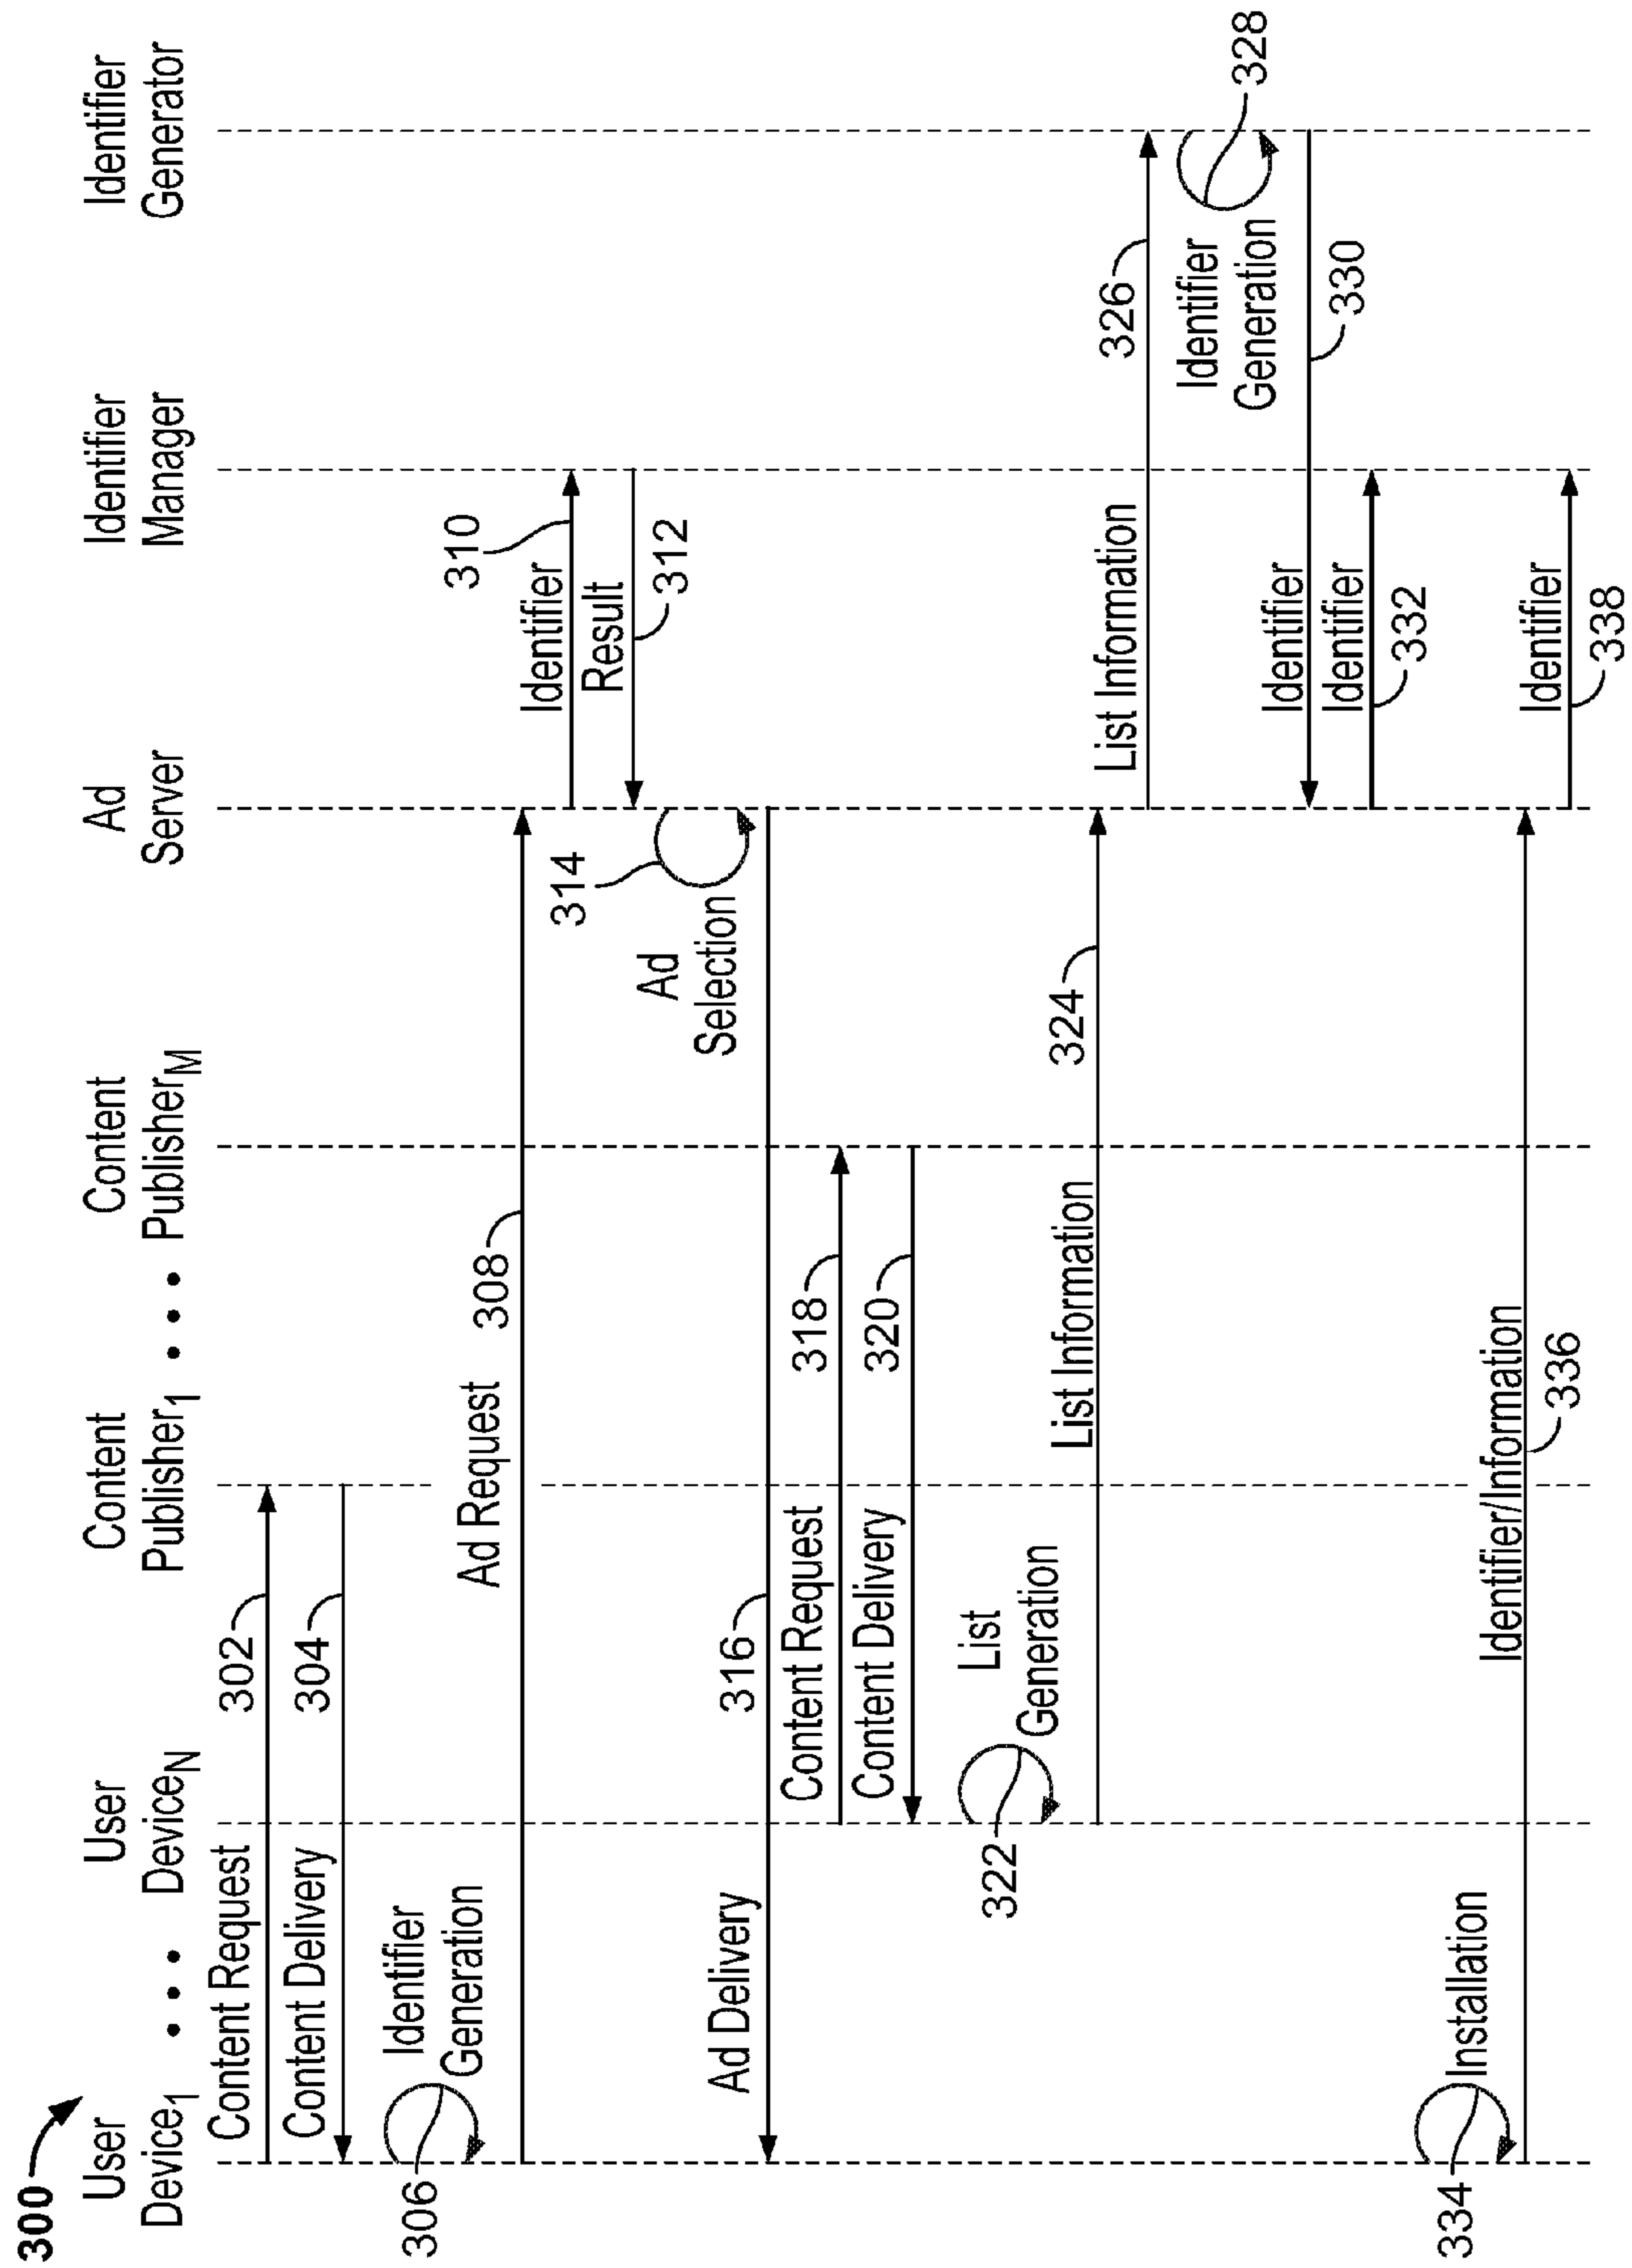 300
User
Device1 • • • 
User
DeviceN
Content
Publisher1 • • •
Content
PublisherM
Ad
Server
Identifier
Manager
Identifier
Generator
Content Request
302
Content Delivery
304
306
Identifier
Generation
Ad Request
308
310
Identifier
Result
312
314
Ad
Selection
Ad Delivery
316
Content Request
318
Content Delivery
320
322
List
Generation
List Information
324
List Information
326
328
Identifier
Generation
Identifier
330
Identifier
332
334
Installation
Identifier/Information
336
Identifier
338